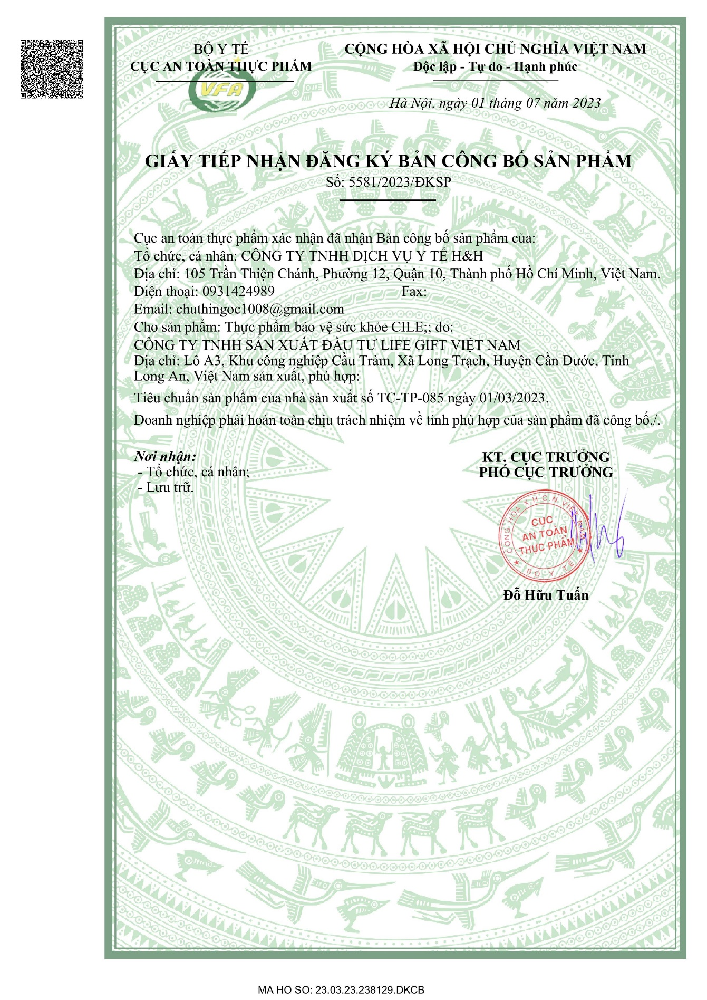 BỘ Y TẾ
CỤC AN TOÀN THỰC PHẨM
VFA
CỘNG HÒA XÃ HỘI CHỦ NGHĨA VIỆT NAM
Độc lập - Tự do - Hạnh phúc
Hà Nội, ngày 01 tháng 07 năm 2023
GIẤY TIẾP NHẬN ĐĂNG KÝ BẢN CÔNG BỐ SẢN PHẨM
Số: 5581/2023/ĐKSP
Cục an toàn thực phẩm xác nhận đã nhận Bản công bố sản phẩm của:
Tổ chức, cá nhân: CÔNG TY TNHH DỊCH VỤ Y TẾ H&H
Địa chỉ: 105 Trần Thiện Chánh, Phường 12, Quận 10, Thành phố Hồ Chí Minh, Việt Nam.
Điện thoại: 0931424989 Fax:
Email: chuthingoc1008@gmail.com
Cho sản phẩm: Thực phẩm bảo vệ sức khỏe CILE;; do:
CÔNG TY TNHH SẢN XUẤT ĐẦU TƯ LIFE GIFT VIỆT NAM
Địa chỉ: Lô A3, Khu công nghiệp Cầu Tràm, Xã Long Trạch, Huyện Cần Đước, Tỉnh
Long An, Việt Nam sản xuất, phù hợp:
Tiêu chuẩn sản phẩm của nhà sản xuất số TC-TP-085 ngày 01/03/2023.
Doanh nghiệp phải hoàn toàn chịu trách nhiệm về tính phù hợp của sản phẩm đã công bố./.
Nơi nhận:
- Tổ chức, cá nhân;
- Lưu trữ.
KT. CỤC TRƯỞNG
PHÓ CỤC TRƯỞNG
CỘNG HÒA X.H.C.N VIỆT NAM
CỤC
AN TOÀN
THỰC PHẨM
BỘ Y TẾ
Đỗ Hữu Tuấn
MA HO SO: 23.03.23.238129.DKCB